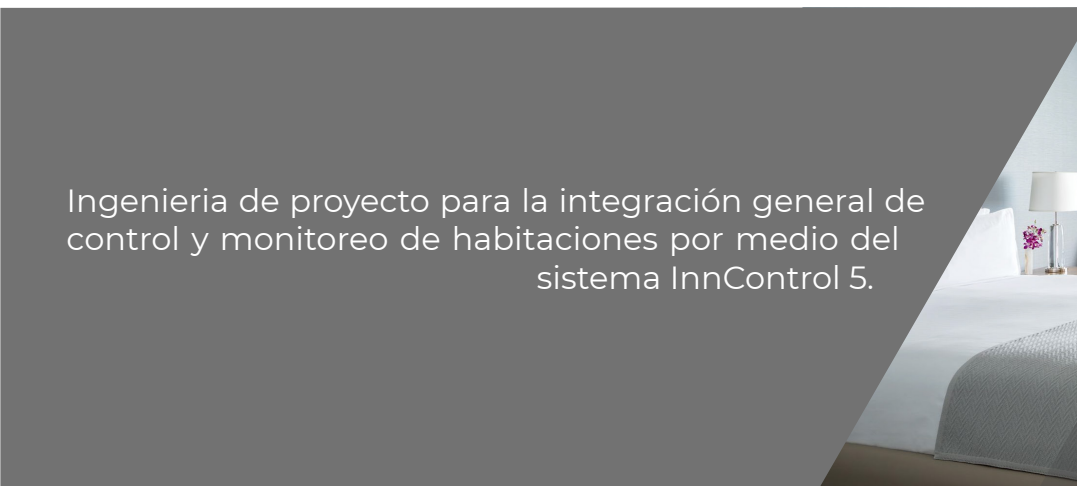 Ingenieria de proyecto para la integración general de
control y monitoreo de habitaciones por medio del
sistema InnControl 5.